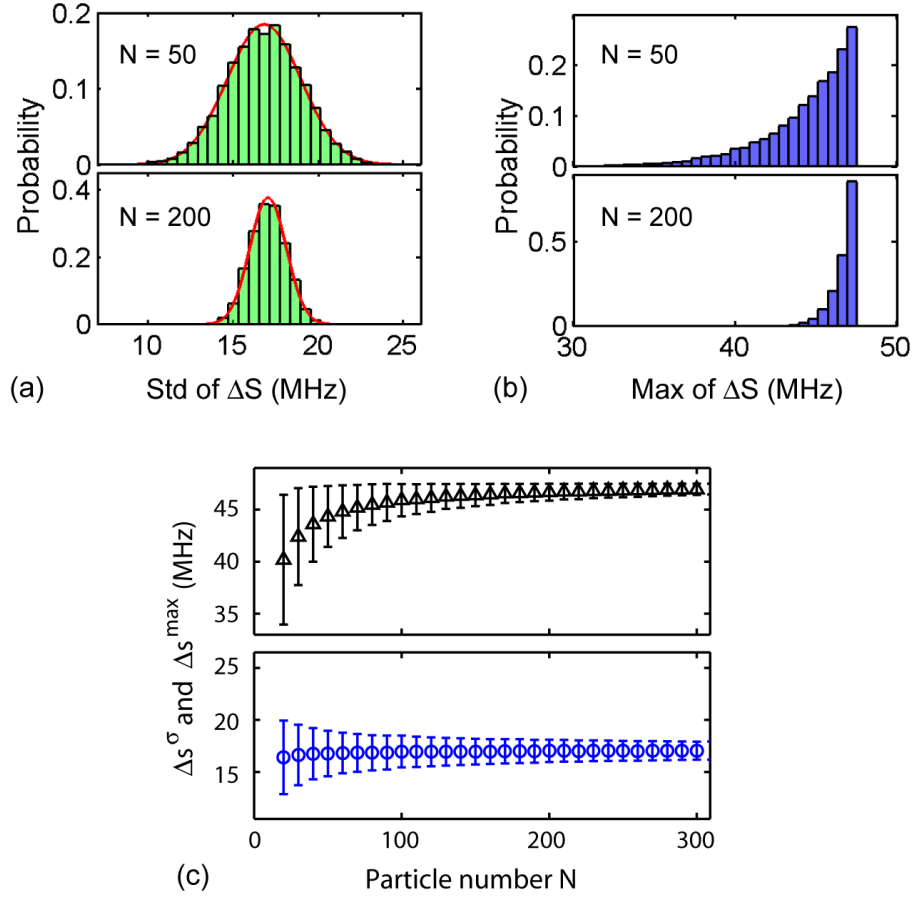 N = 50
0.2
0.1
0
Probability
N = 200
0.4
0.2
0
10 15 20 25
(a) Std of ΔS (MHz)
N = 50
0.2
0
Probability
N = 200
0.5
0
30 40 50
(b) Max of ΔS (MHz)
45
40
35
Δs^σ and Δs^max (MHz)
25
20
15
0 100 200 300
(c) Particle number N